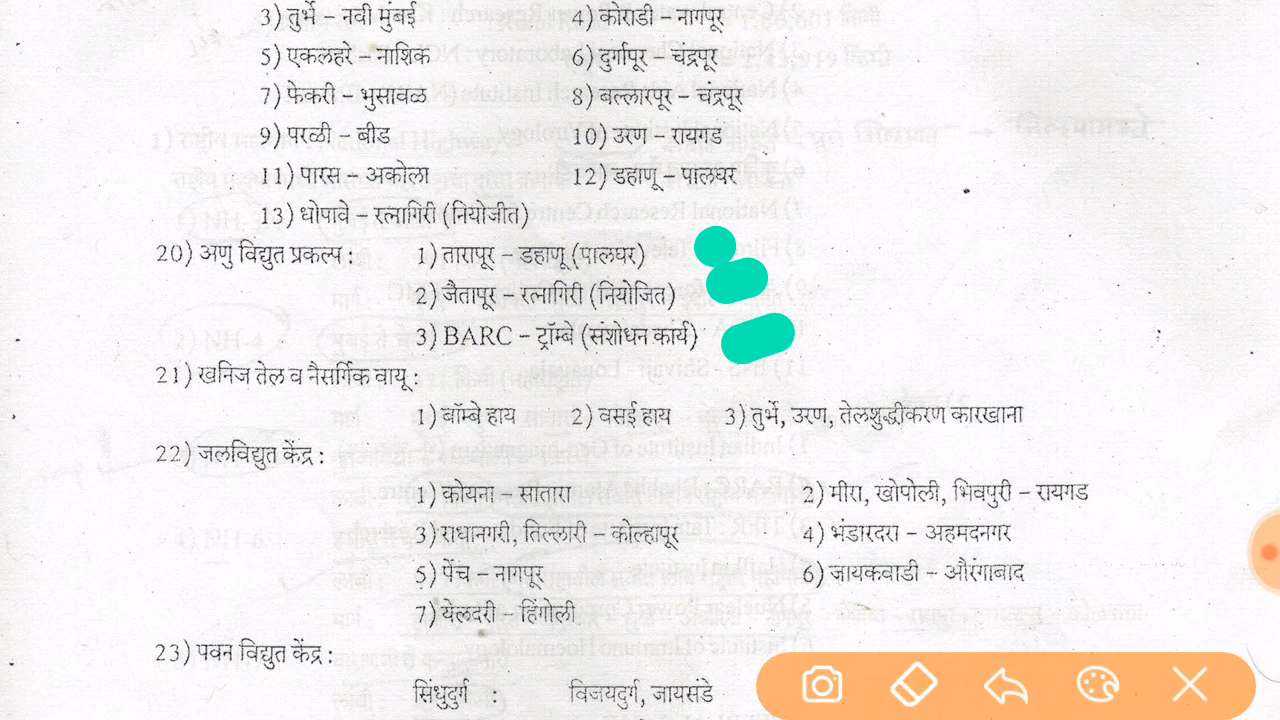 3) तुर्भे – नवी मुंबई 4) कोराडी – नागपूर
5) एकलहरे – नाशिक 6) दुर्गापूर – चंद्रपूर
7) फेकरी – भुसावळ 8) बल्लारपूर – चंद्रपूर
9) परळी – बीड 10) उरण – रायगड
11) पारस – अकोला 12) डहाणू – पालघर
13) धोपावे – रत्नागिरी (नियोजीत)
20) अणु विद्युत प्रकल्प : 1) तारापूर – डहाणू (पालघर)
2) जैतापूर – रत्नागिरी (नियोजित)
3) BARC – ट्रॉम्बे (संशोधन कार्य)
21) खनिज तेल व नैसर्गिक वायू :
1) बॉम्बे हाय 2) वसई हाय 3) तुर्भे, उरण, तेलशुद्धीकरण कारखाना
22) जलविद्युत केंद्र :
1) कोयना – सातारा 2) मीरा, खोपोली, भिवपुरी – रायगड
3) राधानगरी, तिल्लारी – कोल्हापूर 4) भंडारदरा – अहमदनगर
5) पेंच – नागपूर 6) जायकवाडी – औरंगाबाद
7) येलदरी – हिंगोली
23) पवन विद्युत केंद्र :
सिंधुदुर्ग : विजयदुर्ग, जायसंडे